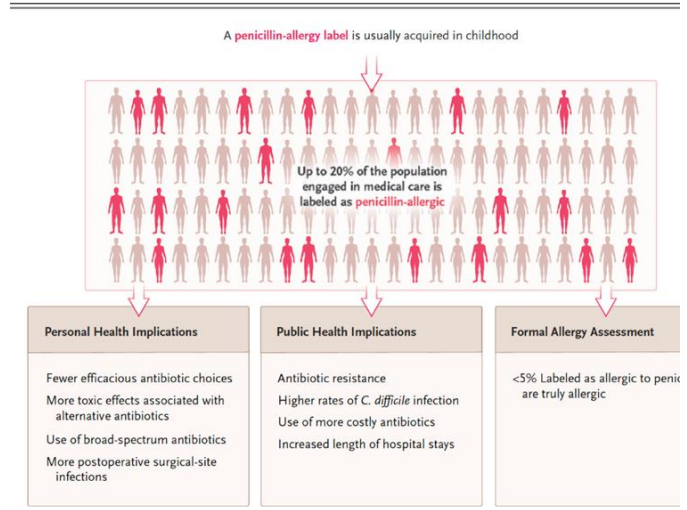 A penicillin-allergy label is usually acquired in childhood
Up to 20% of the population
engaged in medical care is
labeled as penicillin-allergic
Personal Health Implications
Fewer efficacious antibiotic choices
More toxic effects associated with
alternative antibiotics
Use of broad-spectrum antibiotics
More postoperative surgical-site
infections
Public Health Implications
Antibiotic resistance
Higher rates of C. difficile infection
Use of more costly antibiotics
Increased length of hospital stays
Formal Allergy Assessment
<5% Labeled as allergic to penic
are truly allergic